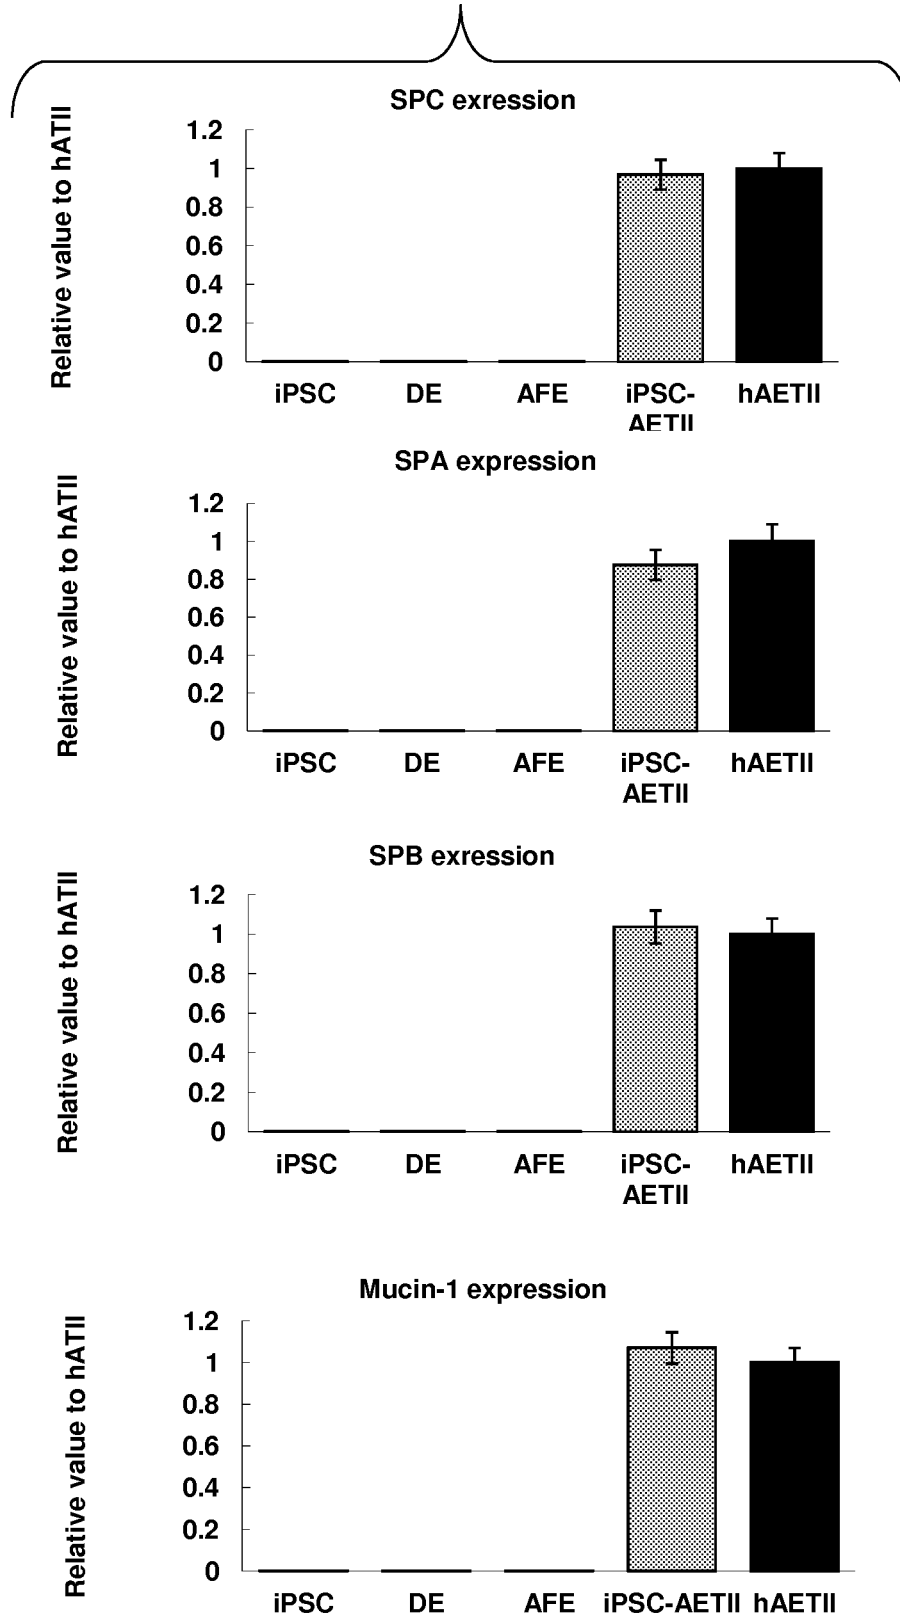 SPC exression
Relative value to hATII
1.2
1
0.8
0.6
0.4
0.2
0
iPSC DE AFE iPSC- hAETII
AETII
SPA expression
Relative value to hATII
1.2
1
0.8
0.6
0.4
0.2
0
iPSC DE AFE iPSC- hAETII
AETII
SPB exression
Relative value to hATII
1.2
1
0.8
0.6
0.4
0.2
0
iPSC DE AFE iPSC- hAETII
AETII
Mucin-1 expression
Relative value to hATII
1.2
1
0.8
0.6
0.4
0.2
0
iPSC DE AFE iPSC-AETII hAETII